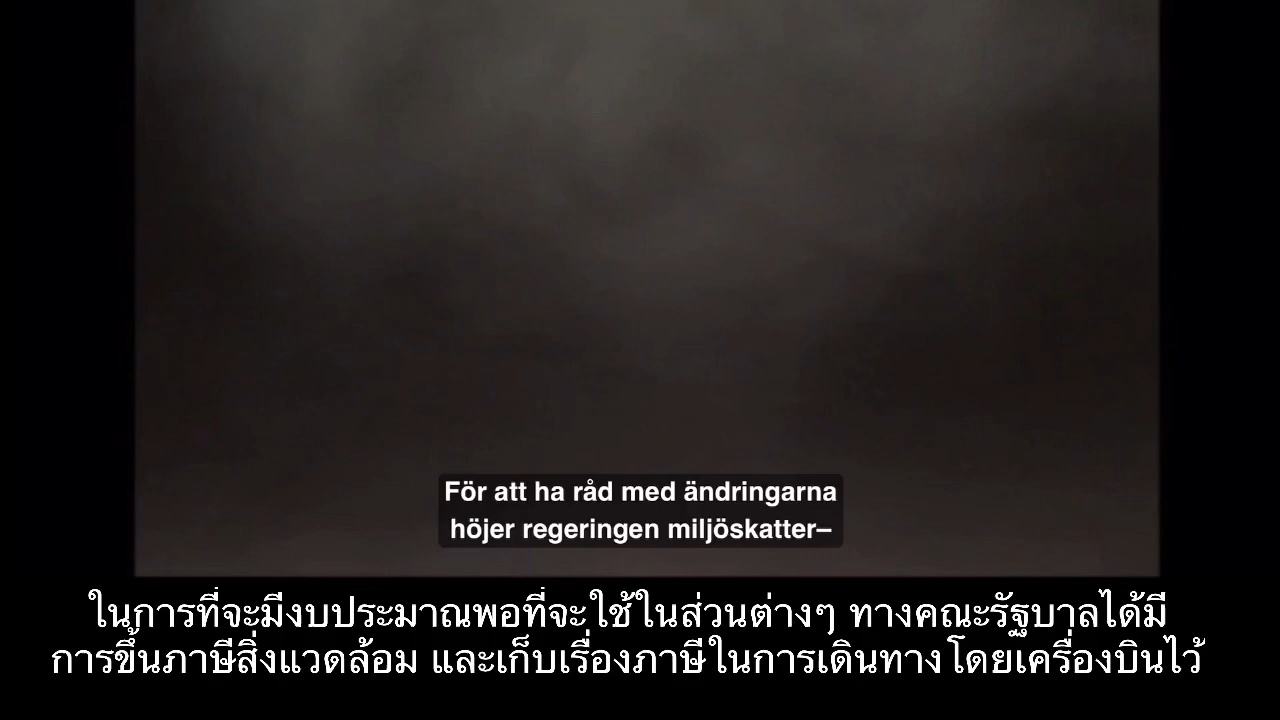 För att ha råd med ändringarna
höjer regeringen miljöskatter–
ในการที่จะมีงบประมาณพอที่จะใช้ในส่วนต่างๆ ทางคณะรัฐบาลได้มี
การขึ้นภาษีสิ่งแวดล้อม และเก็บเรื่องภาษีในการเดินทางโดยเครื่องบินไว้